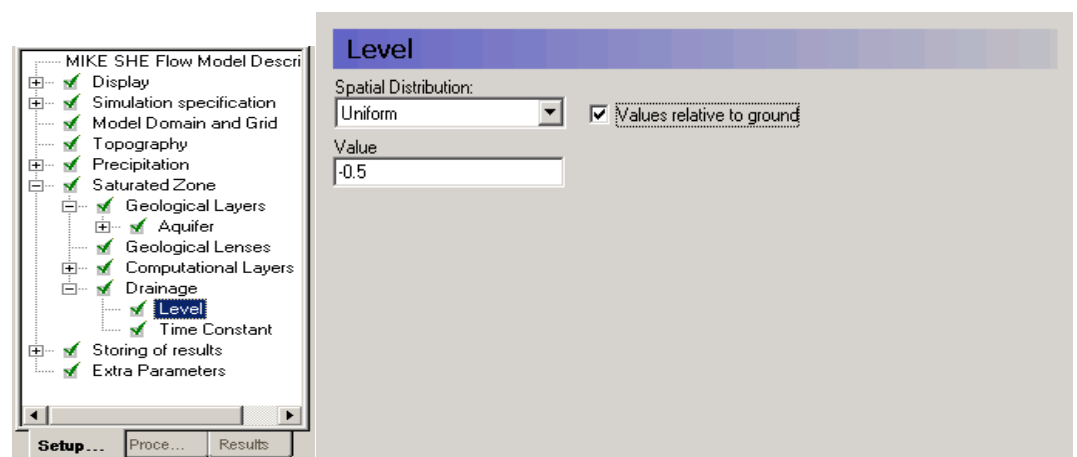 MIKE SHE Flow Model Descri
Display
Simulation specification
Model Domain and Grid
Topography
Precipitation
Saturated Zone
Geological Layers
Aquifer
Geological Lenses
Computational Layers
Drainage
Level
Time Constant
Storing of results
Extra Parameters
Setup...
Proce...
Results
Level
Spatial Distribution:
Uniform
Values relative to ground
Value
-0.5